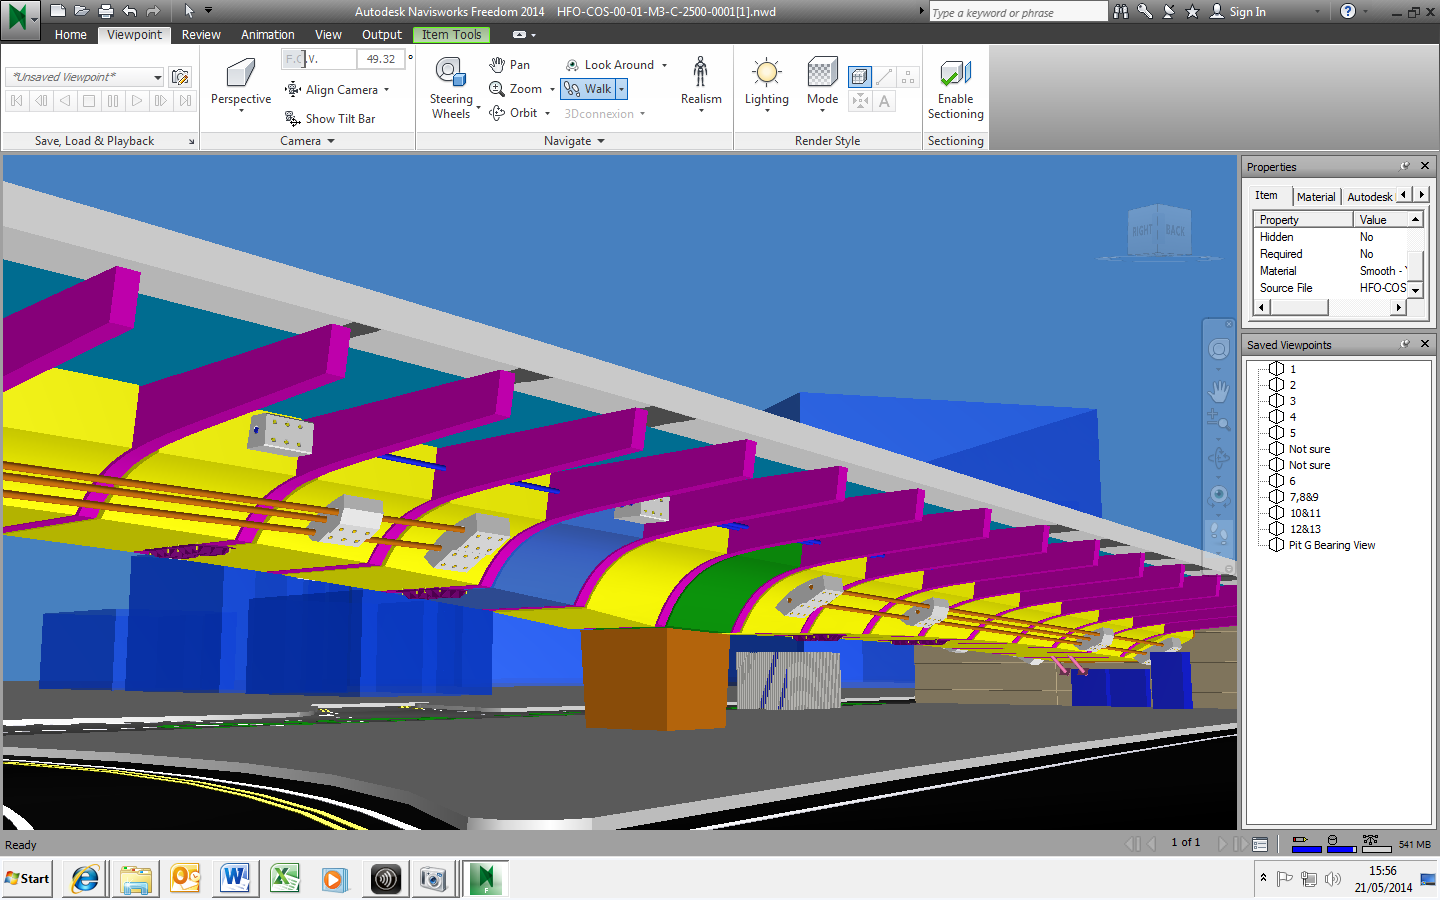 Autodesk Navisworks Freedom 2014 HFO-COS-00-01-M3-C-2500-0001[1].nwd
Type a keyword or phrase
Sign In
Home Viewpoint Review Animation View Output Item Tools
*Unsaved Viewpoint*
Save, Load & Playback
Perspective
F.O.V. 49.32 °
Align Camera
Show Tilt Bar
Camera
Steering Wheels
Pan
Zoom
Orbit
Look Around
Walk
3Dconnexion
Realism
Navigate
Lighting
Mode
A
Render Style
Enable Sectioning
Sectioning
RIGHT BACK
Properties
Item Material Autodesk
Property Value
Hidden No
Required No
Material Smooth -
Source File HFO-COS
Saved Viewpoints
1
2
3
4
5
Not sure
Not sure
6
7,8&9
10&11
12&13
Pit G Bearing View
Ready
1 of 1
541 MB
Start
15:56
21/05/2014